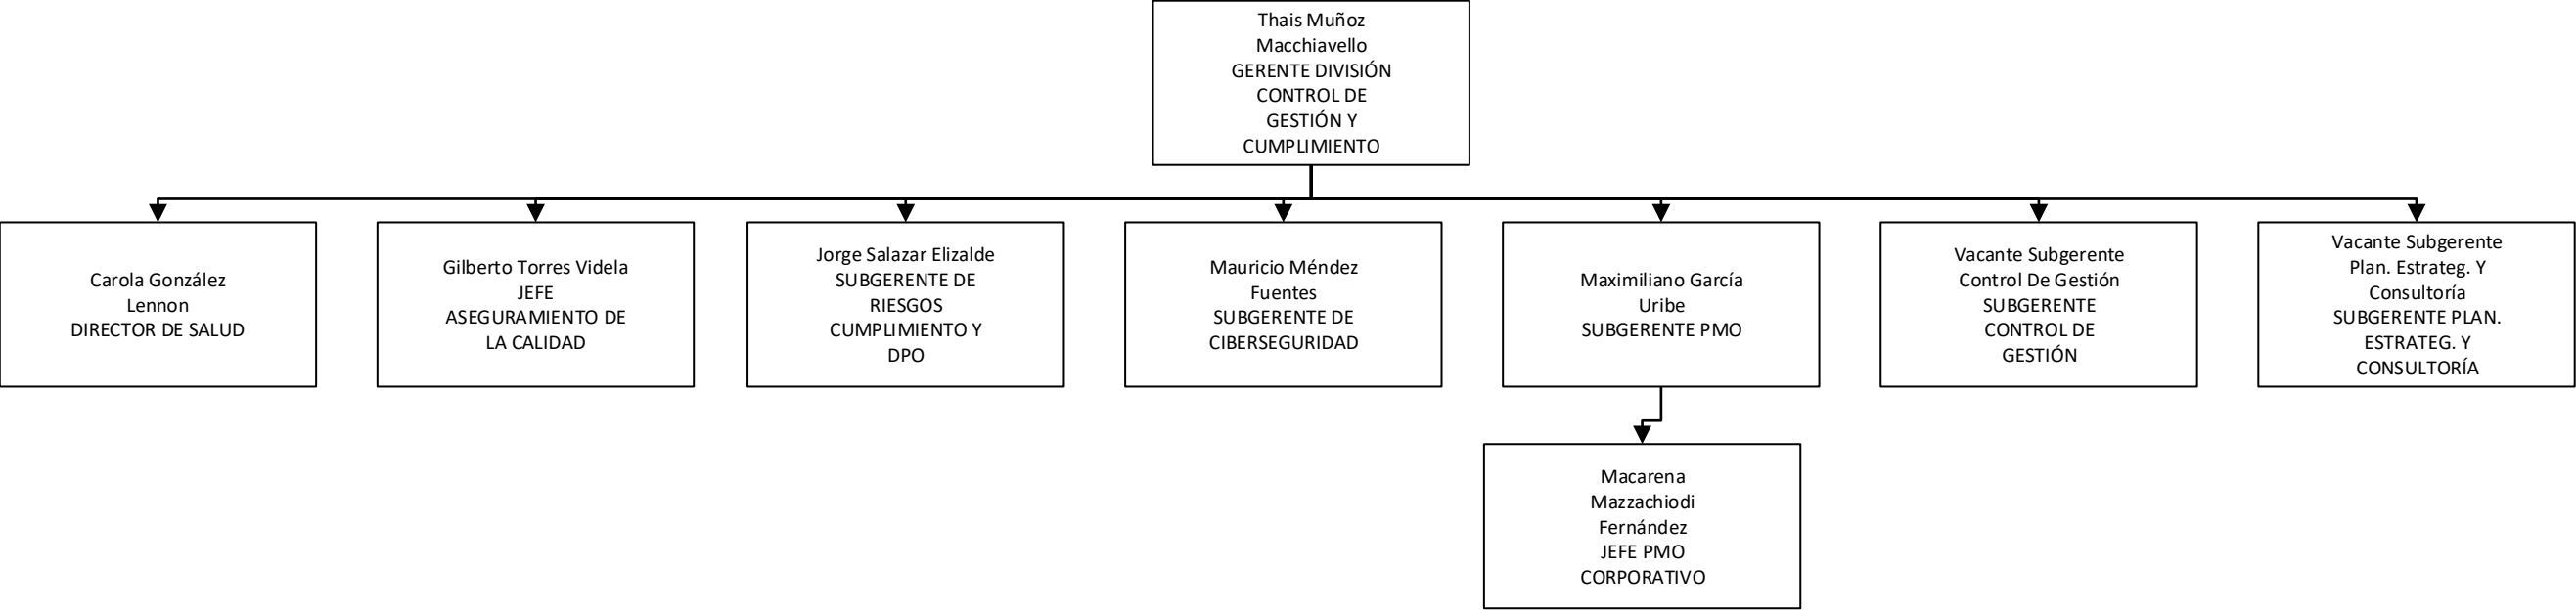 Thais Muñoz
Macchiavello
GERENTE DIVISIÓN
CONTROL DE
GESTIÓN Y
CUMPLIMIENTO
Carola González
Lennon
DIRECTOR DE SALUD
Gilberto Torres Videla
JEFE
ASEGURAMIENTO DE
LA CALIDAD
Jorge Salazar Elizalde
SUBGERENTE DE
RIESGOS
CUMPLIMIENTO Y
DPO
Mauricio Méndez
Fuentes
SUBGERENTE DE
CIBERSEGURIDAD
Maximiliano García
Uribe
SUBGERENTE PMO
Vacante Subgerente
Control De Gestión
SUBGERENTE
CONTROL DE
GESTIÓN
Vacante Subgerente
Plan. Estrateg. Y
Consultoría
SUBGERENTE PLAN.
ESTRATEG. Y
CONSULTORÍA
Macarena
Mazzachiodi
Fernández
JEFE PMO
CORPORATIVO